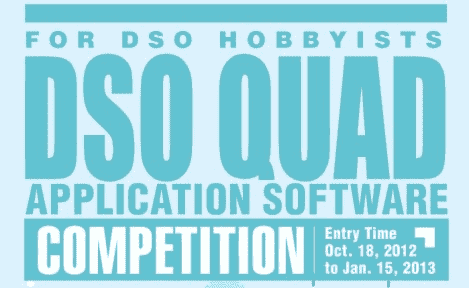 FOR DSO HOBBYISTS
DSO QUAD
APPLICATION SOFTWARE
COMPETITION
Entry Time
Oct. 18, 2012
to Jan. 15, 2013